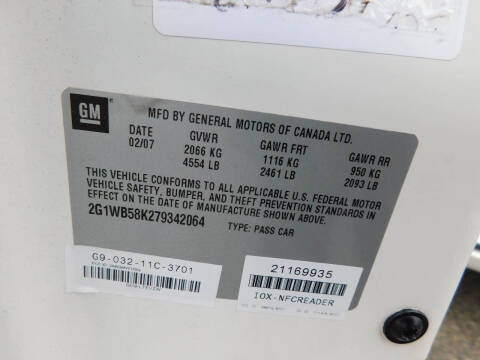 GM
MFD BY GENERAL MOTORS OF CANADA LTD.
DATE GVWR GAWR FRT GAWR RR
02/07 2066 KG 1116 KG 950 KG
4554 LB 2461 LB 2093 LB
THIS VEHICLE CONFORMS TO ALL APPLICABLE U.S. FEDERAL MOTOR
VEHICLE SAFETY, BUMPER, AND THEFT PREVENTION STANDARDS IN
EFFECT ON THE DATE OF MANUFACTURE SHOWN ABOVE.
2G1WB58K279342064 TYPE: PASS CAR
G9-032-11C-3701
21169935
IOX-NFCREADER